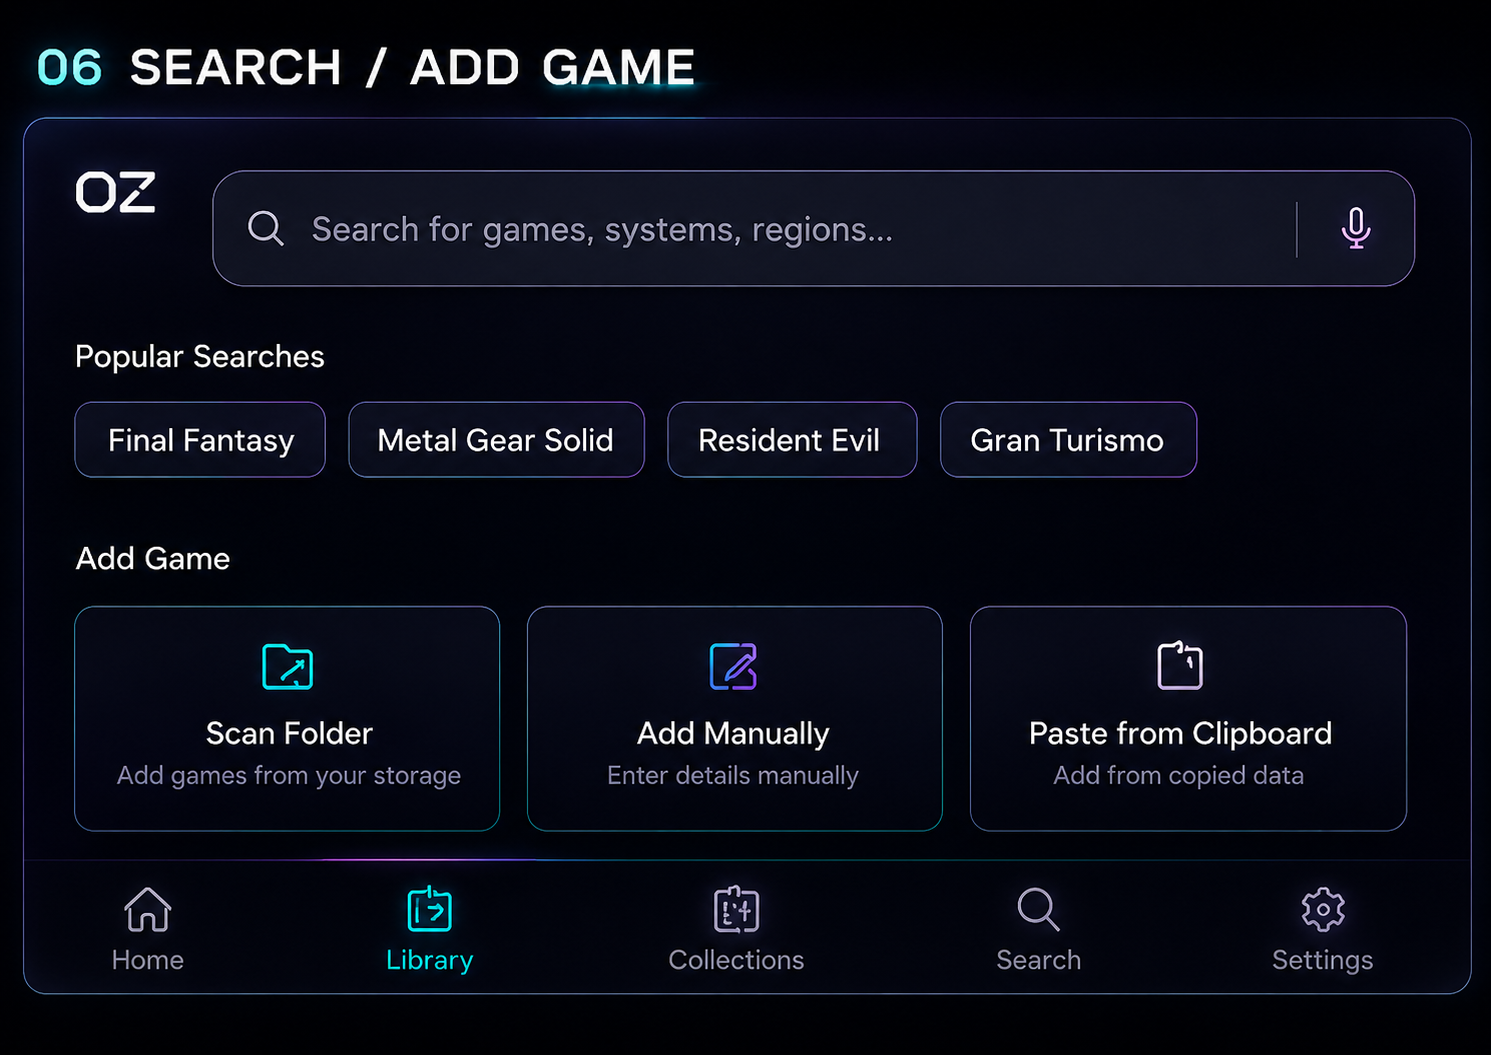 06 SEARCH / ADD GAME
OZ
Search for games, systems, regions...
Popular Searches
Final Fantasy
Metal Gear Solid
Resident Evil
Gran Turismo
Add Game
Scan Folder
Add games from your storage
Add Manually
Enter details manually
Paste from Clipboard
Add from copied data
Home
Library
Collections
Search
Settings